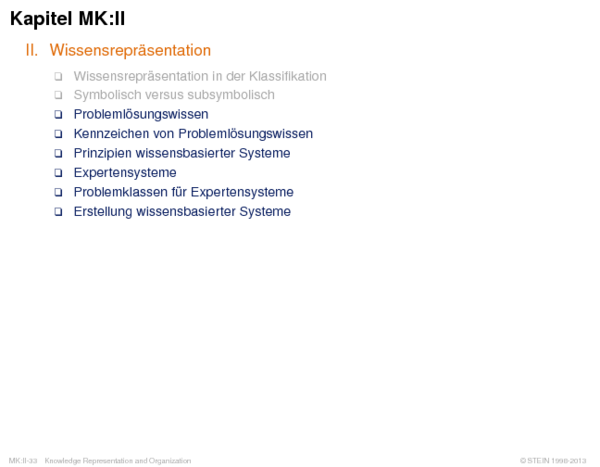 Kapitel MK:II
II. Wissensrepräsentation
❑ Wissensrepräsentation in der Klassifikation
❑ Symbolisch versus subsymbolisch
❑ Problemlösungswissen
❑ Kennzeichen von Problemlösungswissen
❑ Prinzipien wissensbasierter Systeme
❑ Expertensysteme
❑ Problemklassen für Expertensysteme
❑ Erstellung wissensbasierter Systeme
MK:II-33 Knowledge Representation and Organization © STEIN 1998-2013